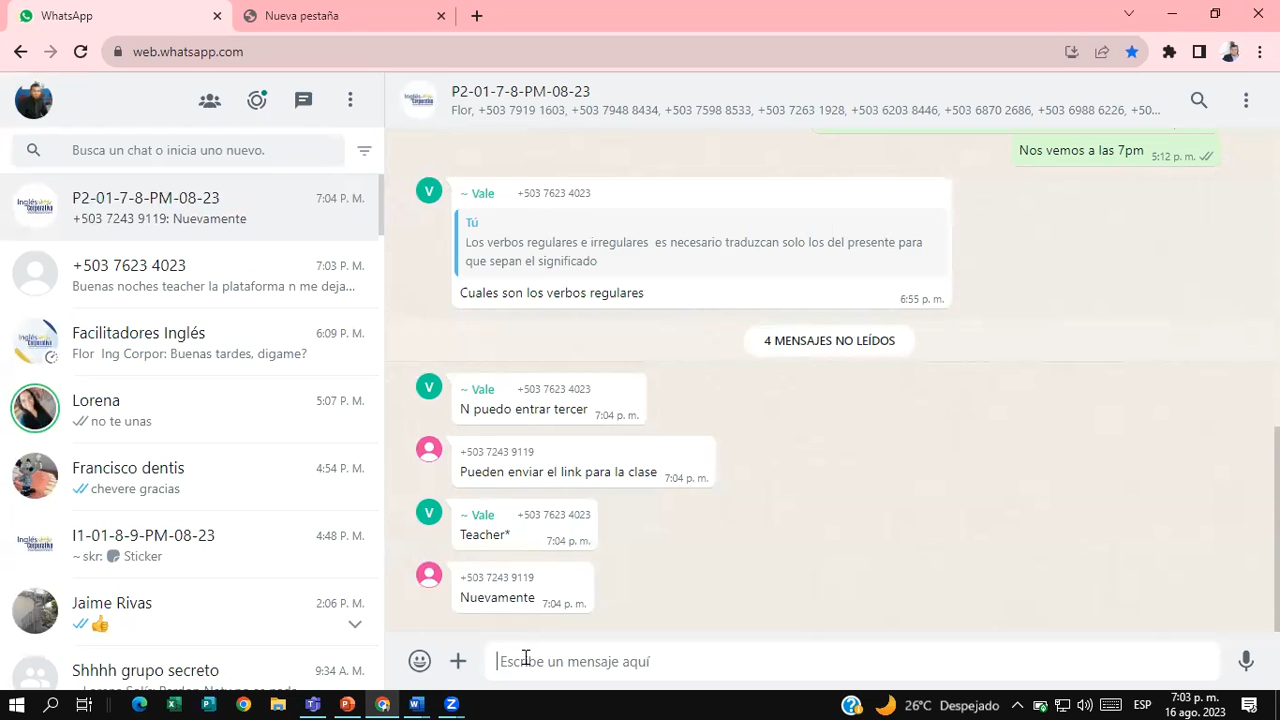 WhatsApp
Nueva pestaña
web.whatsapp.com
P2-01-7-8-PM-08-23
Flor, +503 7919 1603, +503 7948 8434, +503 7598 8533, +503 7263 1928, +503 6203 8446, +503 6870 2686, +503 6988 6226, +50...
Busca un chat o inicia uno nuevo.
P2-01-7-8-PM-08-23 7:04 P. M.
+503 7243 9119: Nuevamente
+503 7623 4023 7:03 P. M.
Buenas noches teacher la plataforma n me deja...
Facilitadores Inglés 6:09 P. M.
Flor Ing Corpor: Buenas tardes, digame?
Lorena 5:07 P. M.
no te unas
Francisco dentis 4:54 P. M.
chevere gracias
I1-01-8-9-PM-08-23 4:48 P. M.
~ skr: Sticker
Jaime Rivas 2:06 P. M.
Shhhh grupo secreto 9:34 A. M.
Nos vemos a las 7pm 5:12 p. m.
V ~ Vale +503 7623 4023
Tú
Los verbos regulares e irregulares es necesario traduzcan solo los del presente para
que sepan el significado
Cuales son los verbos regulares 6:55 p. m.
4 MENSAJES NO LEÍDOS
V ~ Vale +503 7623 4023
N puedo entrar tercer 7:04 p. m.
+503 7243 9119
Pueden enviar el link para la clase 7:04 p. m.
V ~ Vale +503 7623 4023
Teacher* 7:04 p. m.
+503 7243 9119
Nuevamente 7:04 p. m.
Escribe un mensaje aquí
26°C Despejado
ESP
7:03 p. m.
16 ago. 2023